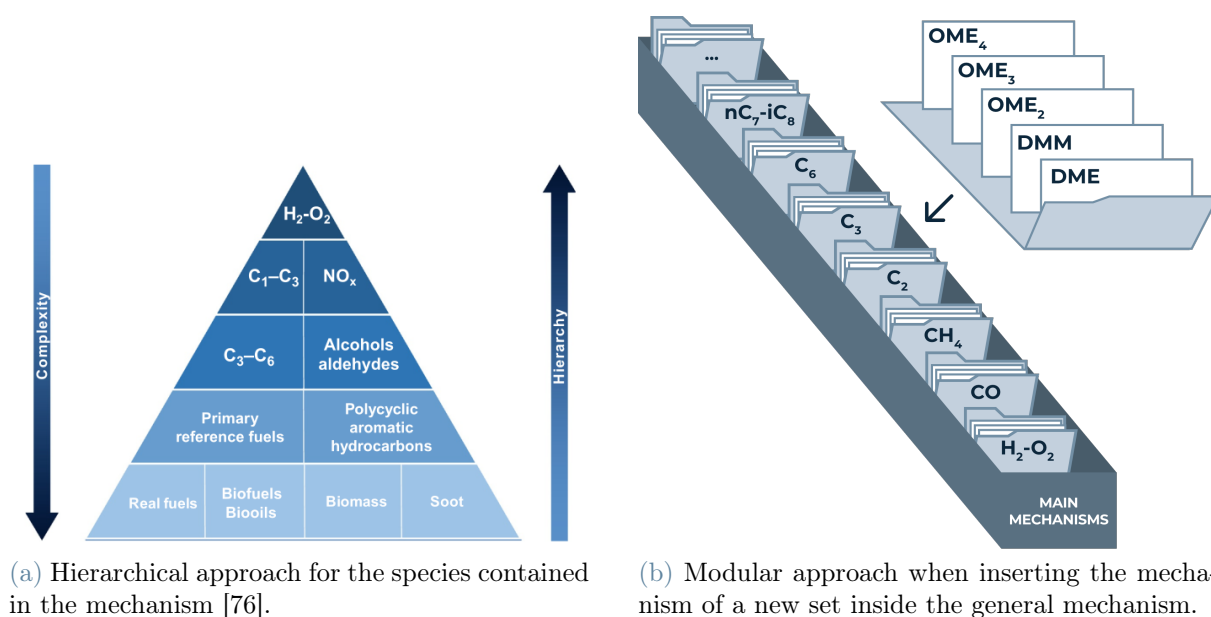 Complexity
H₂-O₂
C₁–C₃
NOₓ
C₃–C₆
Alcohols
aldehydes
Primary
reference fuels
Polycyclic
aromatic
hydrocarbons
Real fuels
Biofuels
Biooils
Biomass
Soot
Hierarchy
(a) Hierarchical approach for the species contained
in the mechanism [76].
...
nC₇-iC₈
C₆
C₃
C₂
CH₄
CO
H₂-O₂
MAIN
MECHANISMS
OME₄
OME₃
OME₂
DMM
DME
(b) Modular approach when inserting the mecha-
nism of a new set inside the general mechanism.